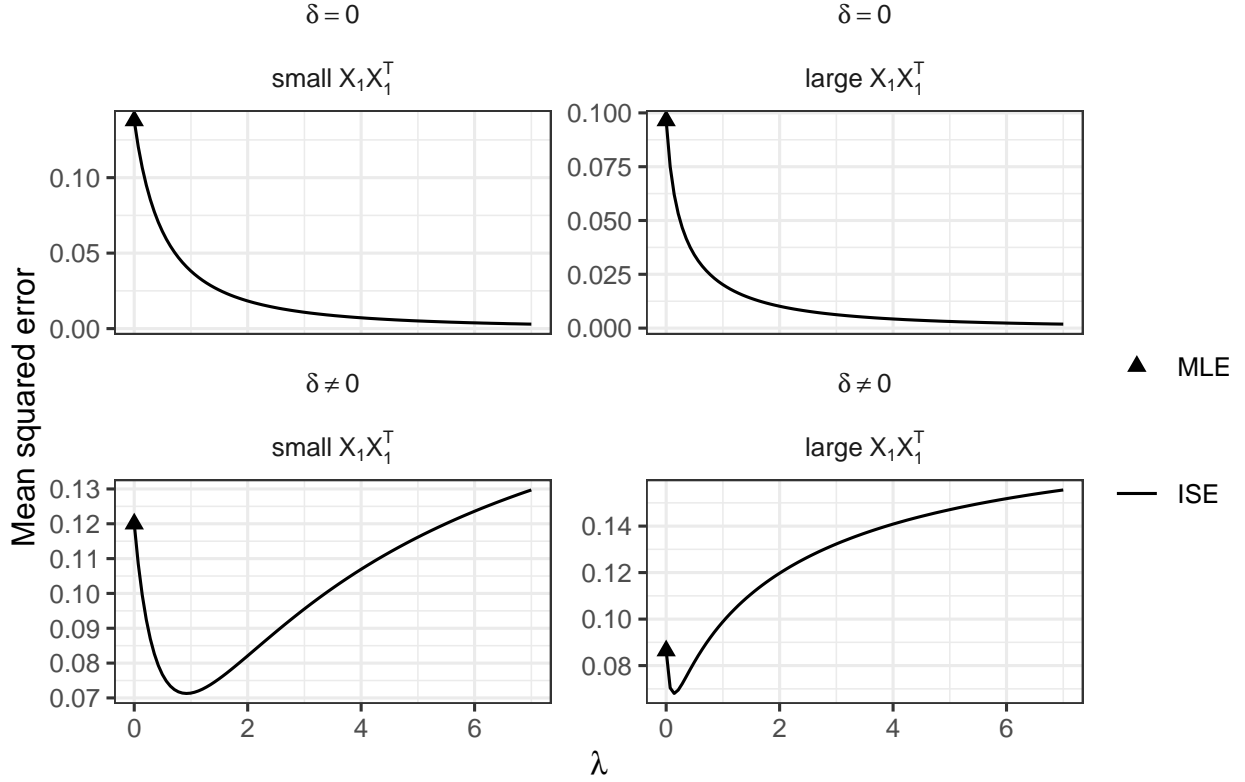 δ = 0
small X₁X₁ᵀ
0.10
0.05
0.00
δ = 0
large X₁X₁ᵀ
0.100
0.075
0.050
0.025
0.000
Mean squared error
δ ≠ 0
small X₁X₁ᵀ
0.13
0.12
0.11
0.10
0.09
0.08
0.07
0 2 4 6
δ ≠ 0
large X₁X₁ᵀ
0.14
0.12
0.10
0.08
0 2 4 6
λ
MLE
ISE